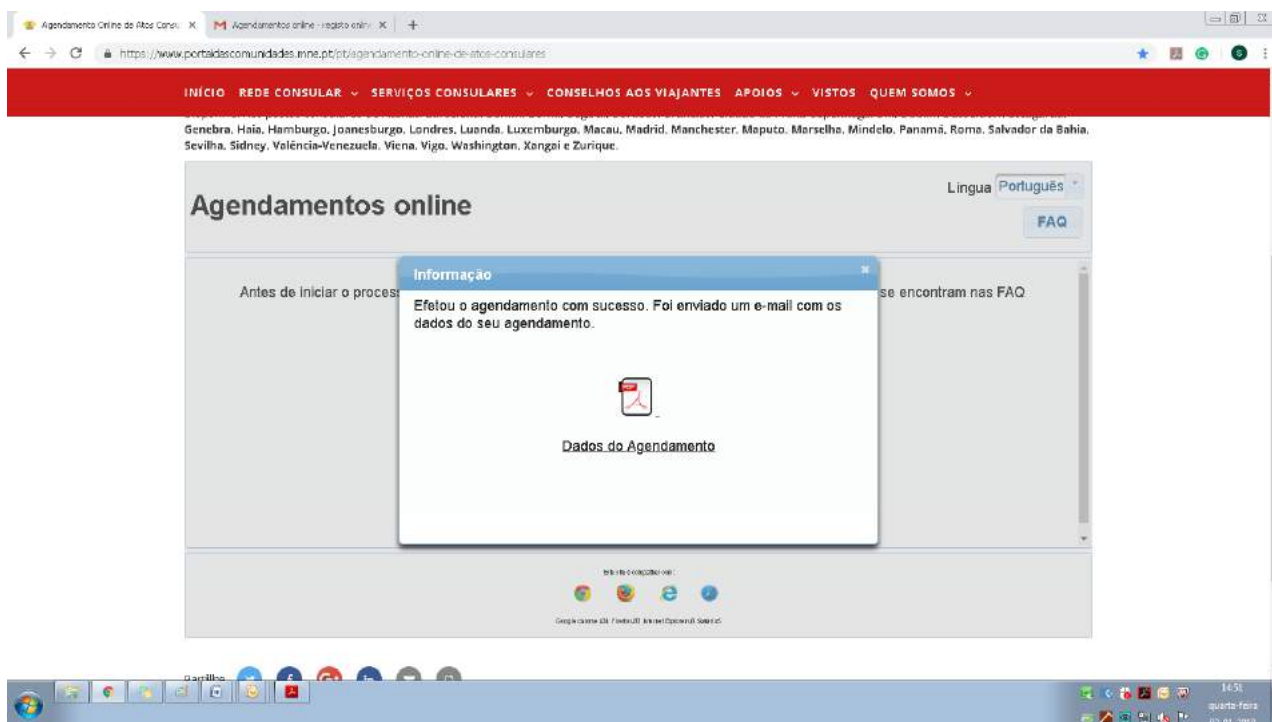 Agendamento Online de Atos Consu
Agendamentos online - registo onlin
https://www.portaldascomunidades.mne.pt/pt/agendamento-online-de-atos-consulares
INÍCIO REDE CONSULAR SERVIÇOS CONSULARES CONSELHOS AOS VIAJANTES APOIOS VISTOS QUEM SOMOS
Genebra, Haia, Hamburgo, Joanesburgo, Londres, Luanda, Luxemburgo, Macau, Madrid, Manchester, Maputo, Marselha, Mindelo, Panamá, Roma, Salvador da Bahia,
Sevilha, Sidney, Valência-Venezuela, Viena, Vigo, Washington, Xangai e Zurique.
Lingua Português
Agendamentos online
FAQ
Informação
Antes de iniciar o proces
se encontram nas FAQ
Efetou o agendamento com sucesso. Foi enviado um e-mail com os
dados do seu agendamento.
Dados do Agendamento
Partilhe
14:51
quarta-feira